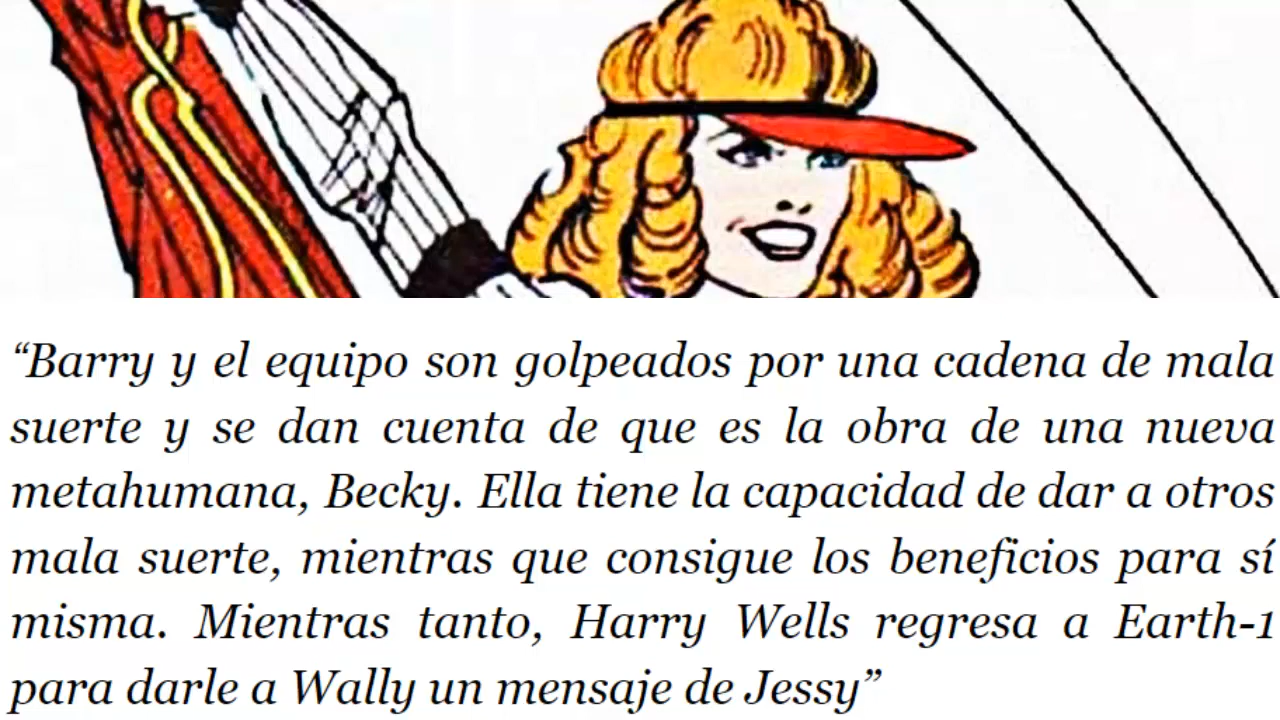 “Barry y el equipo son golpeados por una cadena de mala
suerte y se dan cuenta de que es la obra de una nueva
metahumana, Becky. Ella tiene la capacidad de dar a otros
mala suerte, mientras que consigue los beneficios para sí
misma. Mientras tanto, Harry Wells regresa a Earth-1
para darle a Wally un mensaje de Jessy”